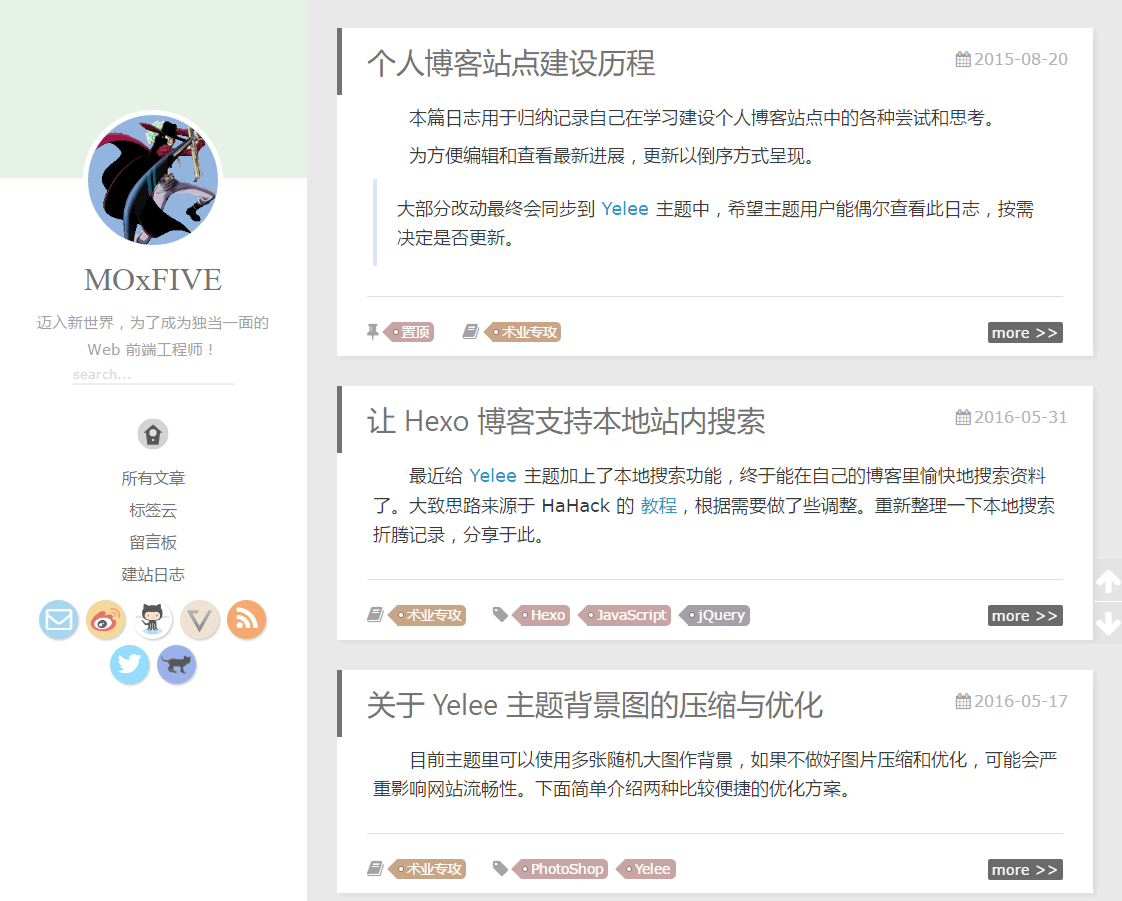 MOxFIVE
迈入新世界，为了成为独当一面的
Web 前端工程师！
search...
所有文章
标签云
留言板
建站日志
个人博客站点建设历程
2015-08-20
本篇日志用于归纳记录自己在学习建设个人博客站点中的各种尝试和思考。
为方便编辑和查看最新进展，更新以倒序方式呈现。
大部分改动最终会同步到 Yelee 主题中，希望主题用户能偶尔查看此日志，按需
决定是否更新。
置顶
术业专攻
more >>
让 Hexo 博客支持本地站内搜索
2016-05-31
最近给 Yelee 主题加上了本地搜索功能，终于能在自己的博客里愉快地搜索资料
了。大致思路来源于 HaHack 的 教程，根据需要做了些调整。重新整理一下本地搜索
折腾记录，分享于此。
术业专攻
Hexo
JavaScript
jQuery
more >>
关于 Yelee 主题背景图的压缩与优化
2016-05-17
目前主题里可以使用多张随机大图作背景，如果不做好图片压缩和优化，可能会严
重影响网站流畅性。下面简单介绍两种比较便捷的优化方案。
术业专攻
PhotoShop
Yelee
more >>